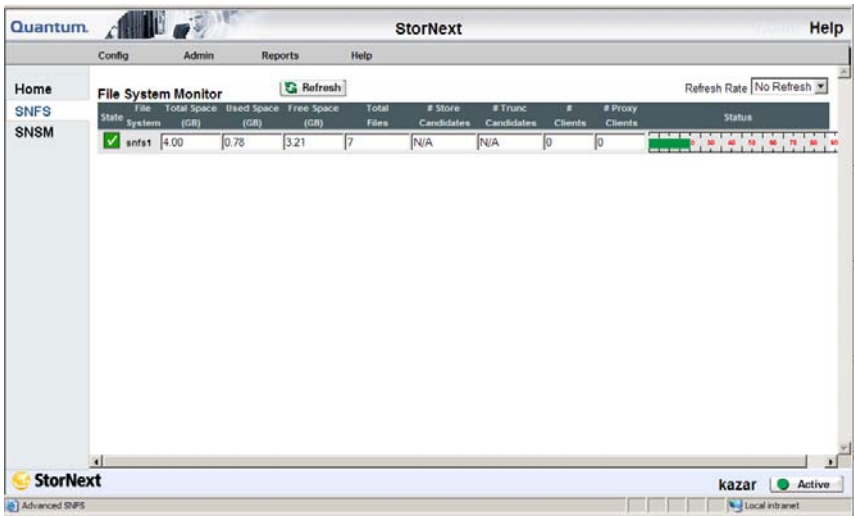 Quantum.
StorNext
Help
Config Admin Reports Help
Home
SNFS
SNSM
File System Monitor
Refresh
Refresh Rate No Refresh
State File System Total Space (GB) Used Space (GB) Free Space (GB) Total Files # Store Candidates # Trunc Candidates # Clients # Proxy Clients Status
snfs1 4.00 0.78 3.21 7 N/A N/A 0 0
StorNext
kazar Active
Advanced SNFS
Local intranet